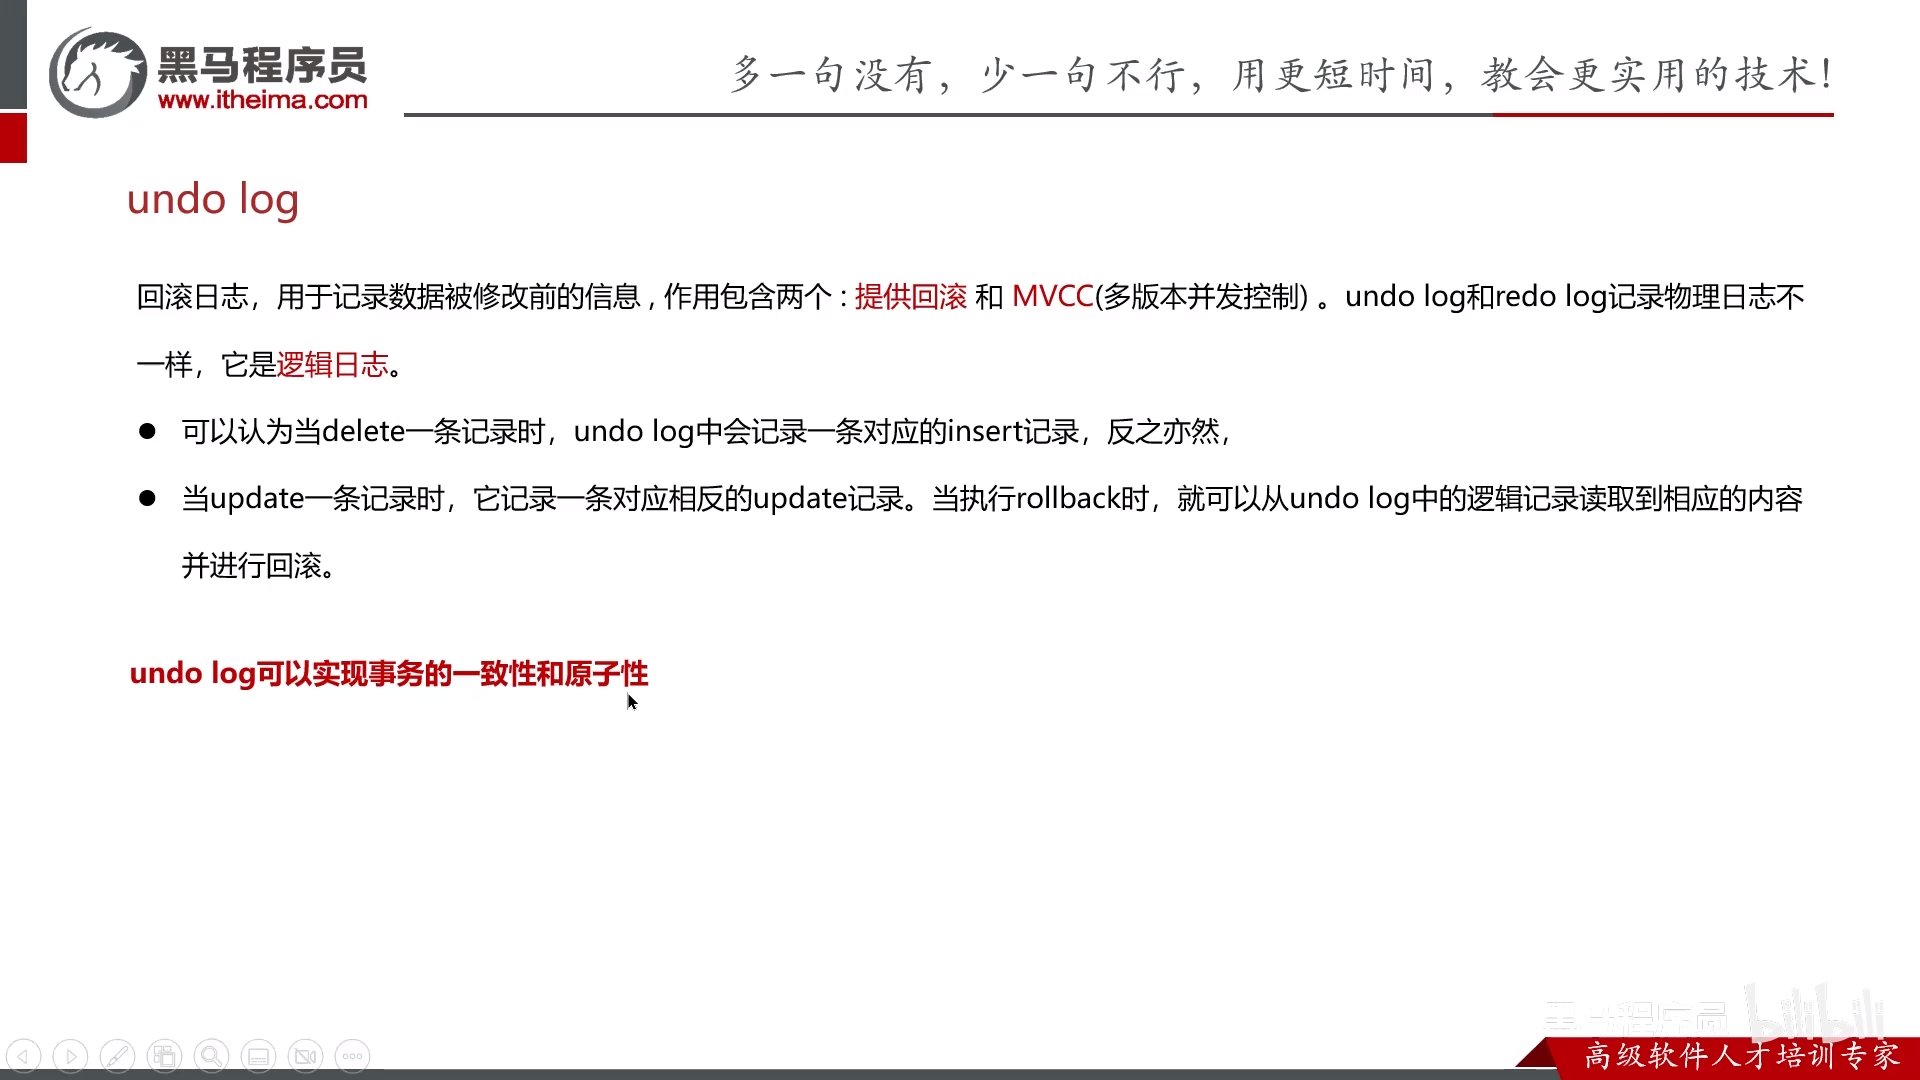 黑马程序员
www.itheima.com
多一句没有，少一句不行，用更短时间，教会更实用的技术！
undo log
回滚日志，用于记录数据被修改前的信息 , 作用包含两个 : 提供回滚 和 MVCC(多版本并发控制) 。undo log和redo log记录物理日志不
一样，它是逻辑日志。
● 可以认为当delete一条记录时，undo log中会记录一条对应的insert记录，反之亦然，
● 当update一条记录时，它记录一条对应相反的update记录。当执行rollback时，就可以从undo log中的逻辑记录读取到相应的内容
并进行回滚。
undo log可以实现事务的一致性和原子性
黑马程序员 bilibili
高级软件人才培训专家